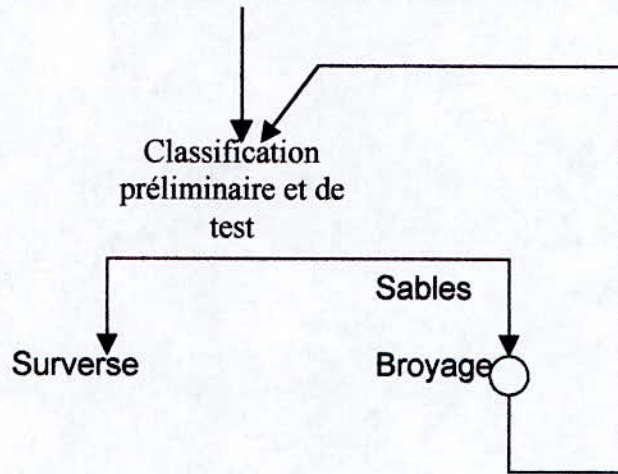 Classification
préliminaire et de
test
Sables
Surverse
Broyage